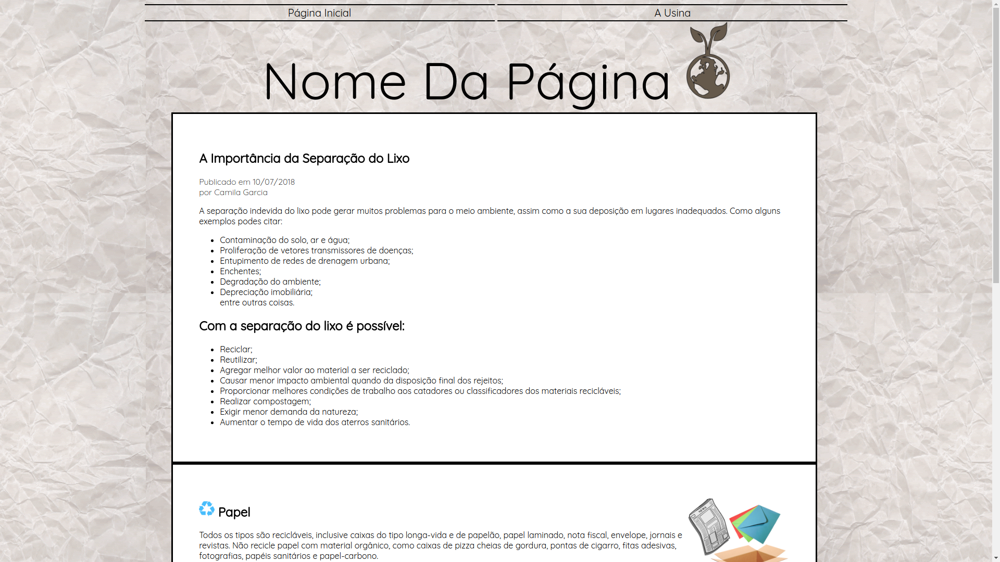 Página Inicial
A Usina
Nome Da Página
A Importância da Separação do Lixo
Publicado em 10/07/2018
por Camila Garcia
A separação indevida do lixo pode gerar muitos problemas para o meio ambiente, assim como a sua deposição em lugares inadequados. Como alguns
exemplos podes citar:
Contaminação do solo, ar e água;
Proliferação de vetores transmissores de doenças;
Entupimento de redes de drenagem urbana;
Enchentes;
Degradação do ambiente;
Depreciação imobiliária;
entre outras coisas.
Com a separação do lixo é possível:
Reciclar;
Reutilizar;
Agregar melhor valor ao material a ser reciclado;
Causar menor impacto ambiental quando da disposição final dos rejeitos;
Proporcionar melhores condições de trabalho aos catadores ou classificadores dos materiais recicláveis;
Realizar compostagem;
Exigir menor demanda da natureza;
Aumentar o tempo de vida dos aterros sanitários.
Papel
NEWS
Todos os tipos são recicláveis, inclusive caixas do tipo longa-vida e de papelão, papel laminado, nota fiscal, envelope, jornais e
revistas. Não recicle papel com material orgânico, como caixas de pizza cheias de gordura, pontas de cigarro, fitas adesivas,
fotografias, papéis sanitários e papel-carbono.